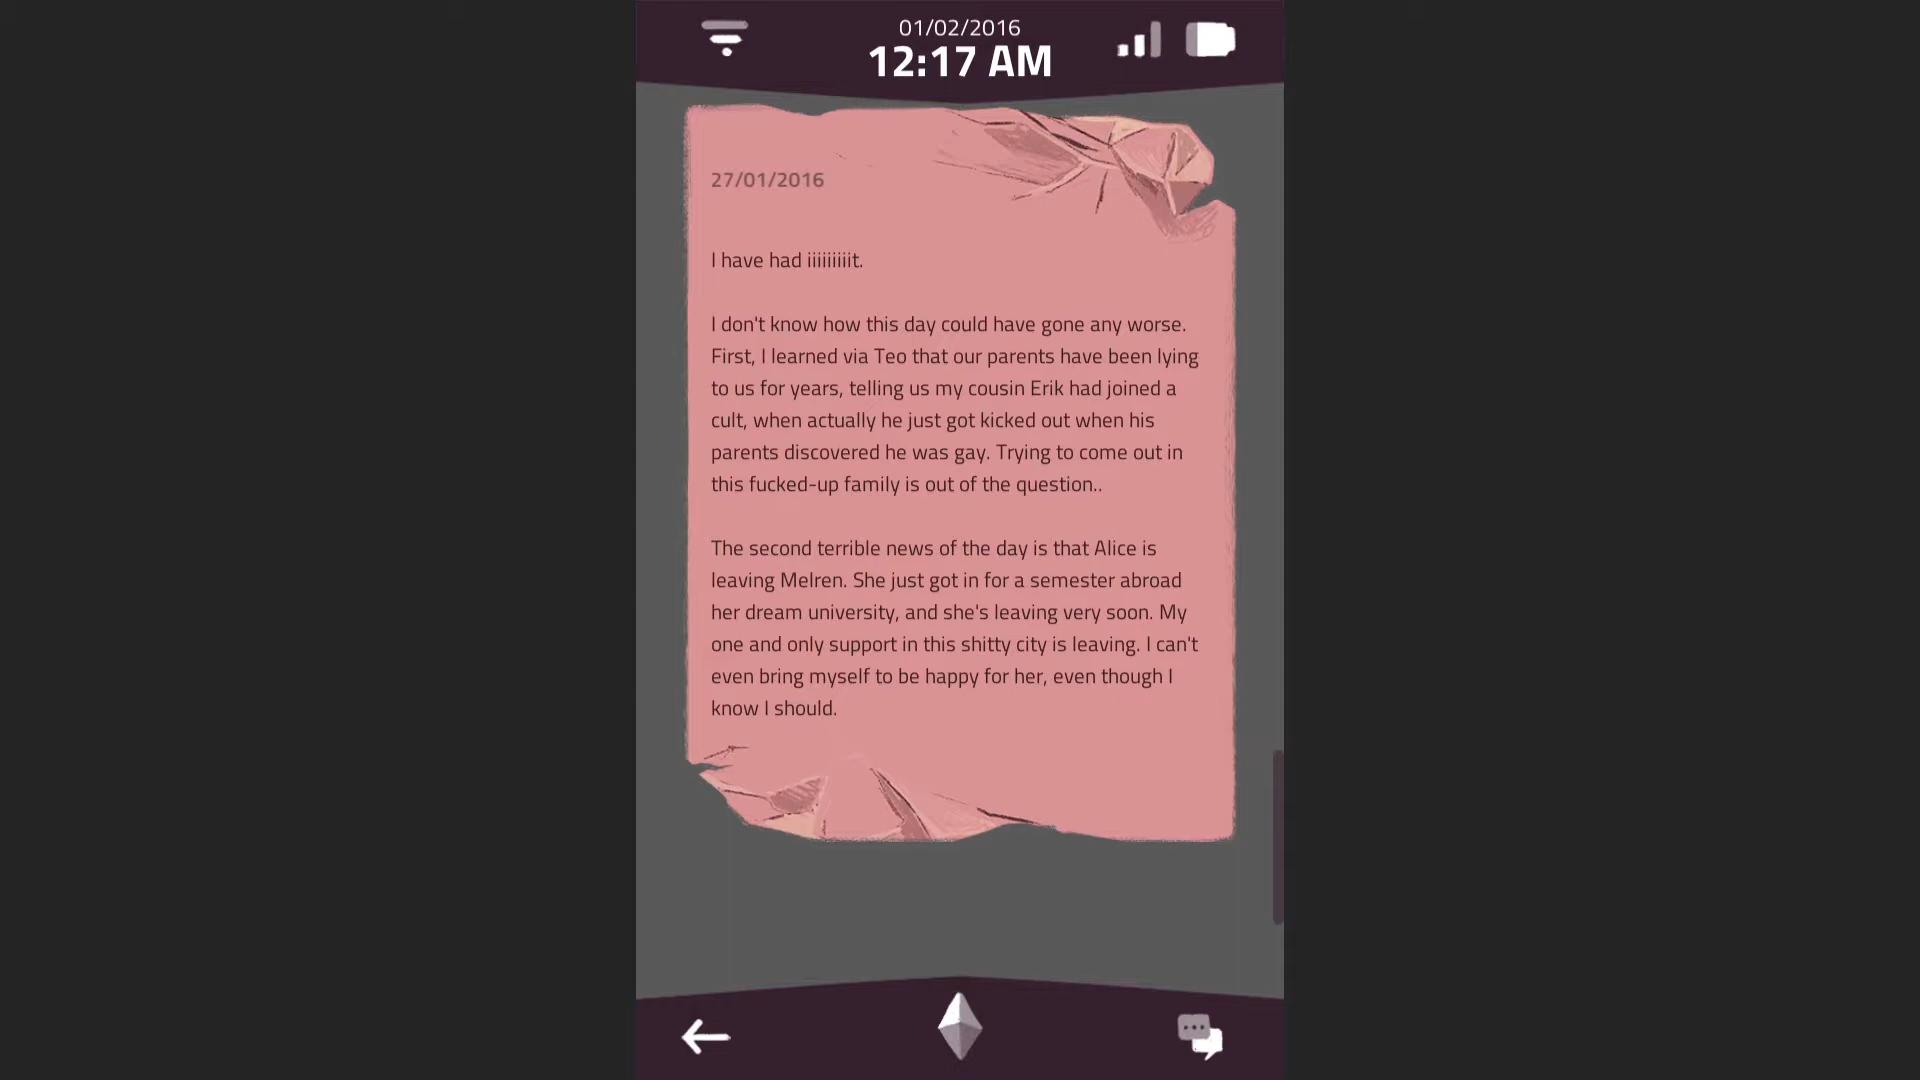 01/02/2016
12:17 AM
27/01/2016
I have had iiiiiiiiit.
I don't know how this day could have gone any worse.
First, I learned via Teo that our parents have been lying
to us for years, telling us my cousin Erik had joined a
cult, when actually he just got kicked out when his
parents discovered he was gay. Trying to come out in
this fucked-up family is out of the question..
The second terrible news of the day is that Alice is
leaving Melren. She just got in for a semester abroad
her dream university, and she's leaving very soon. My
one and only support in this shitty city is leaving. I can't
even bring myself to be happy for her, even though I
know I should.